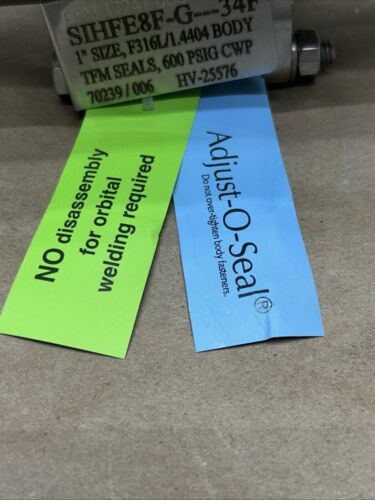 SIHFE8F-G---34F
1" SIZE, F316L/1.4404 BODY
TFM SEALS, 600 PSIG CWP
70239 / 006 HV-25576
NO disassembly
for orbital
welding required
Adjust-O-Seal®
Do not over-tighten body fasteners.